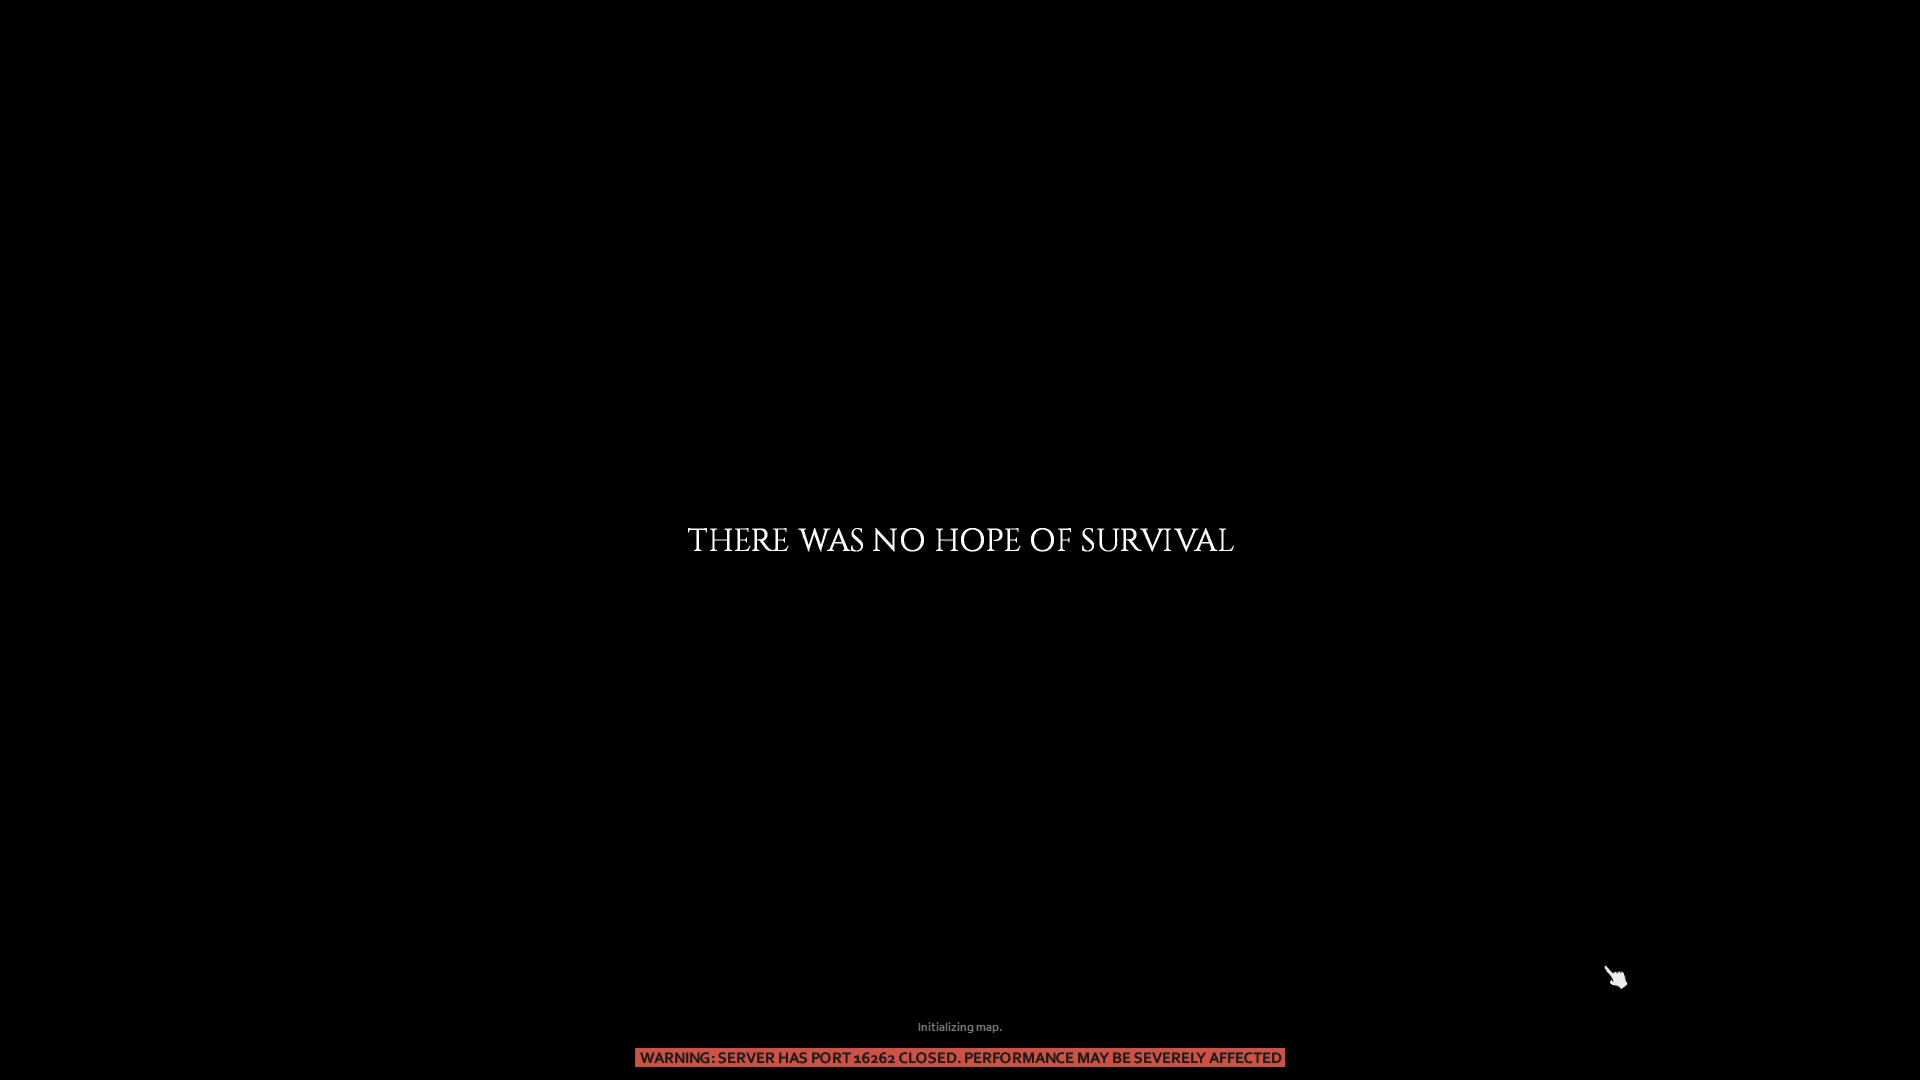 THERE WAS NO HOPE OF SURVIVAL
Initializing map.
WARNING: SERVER HAS PORT 16262 CLOSED. PERFORMANCE MAY BE SEVERELY AFFECTED